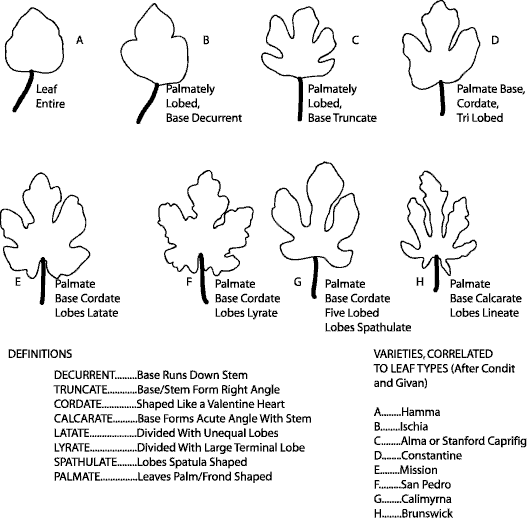 A
Leaf
Entire
B
Palmately
Lobed,
Base Decurrent
C
Palmately
Lobed,
Base Truncate
D
Palmate Base,
Cordate,
Tri Lobed
E
Palmate
Base Cordate
Lobes Latate
F
Palmate
Base Cordate
Lobes Lyrate
G
Palmate
Base Cordate
Five Lobed
Lobes Spathulate
H
Palmate
Base Calcarate
Lobes Lineate
DEFINITIONS
DECURRENT.........Base Runs Down Stem
TRUNCATE...........Base/Stem Form Right Angle
CORDATE..............Shaped Like a Valentine Heart
CALCARATE..........Base Forms Acute Angle With Stem
LATATE...................Divided With Unequal Lobes
LYRATE...................Divided With Large Terminal Lobe
SPATHULATE.......Lobes Spatula Shaped
PALMATE..............Leaves Palm/Frond Shaped
VARIETIES, CORRELATED
TO LEAF TYPES (After Condit
and Givan)
A........Hamma
B........Ischia
C........Alma or Stanford Caprifig
D........Constantine
E........Mission
F.........San Pedro
G........Calimyrna
H........Brunswick